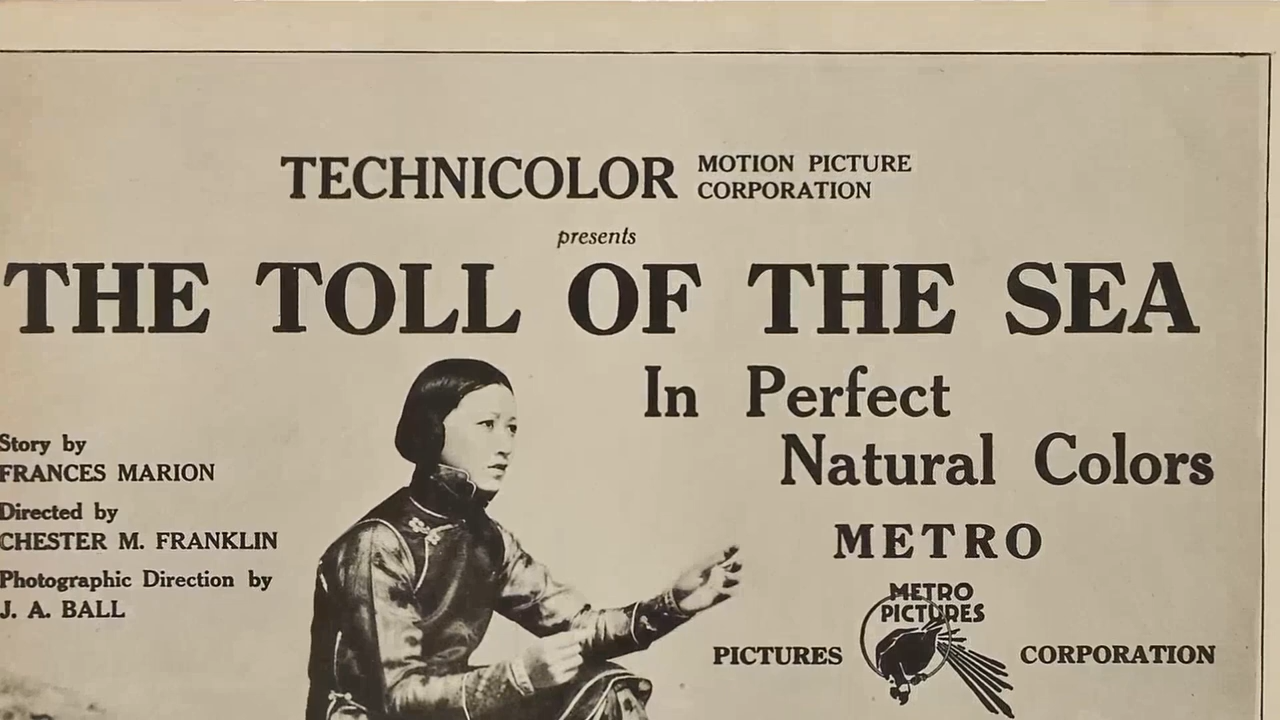 TECHNICOLOR MOTION PICTURE
CORPORATION
presents
THE TOLL OF THE SEA
In Perfect
Natural Colors
Story by
FRANCES MARION
Directed by
CHESTER M. FRANKLIN
Photographic Direction by
J. A. BALL
METRO
METRO
PICTURES
PICTURES CORPORATION